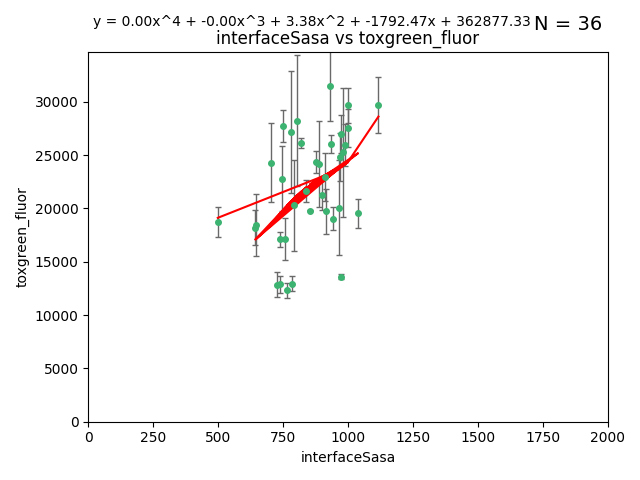 y = 0.00x^4 + -0.00x^3 + 3.38x^2 + -1792.47x + 362877.33
N = 36
interfaceSasa vs toxgreen_fluor
30000
25000
20000
15000
10000
5000
0
toxgreen_fluor
0 250 500 750 1000 1250 1500 1750 2000
interfaceSasa